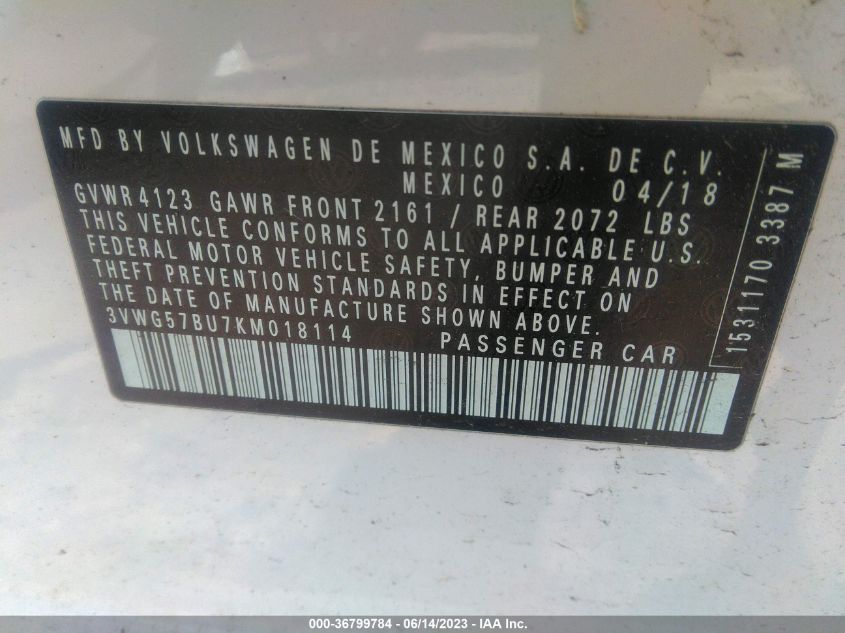 MFD BY VOLKSWAGEN DE MEXICO S.A. DE C.V.
MEXICO 04/18
GVWR 4123 GAWR FRONT 2161 / REAR 2072 LBS
THIS VEHICLE CONFORMS TO ALL APPLICABLE U.S.
FEDERAL MOTOR VEHICLE SAFETY, BUMPER AND
THEFT PREVENTION STANDARDS IN EFFECT ON
THE DATE OF MANUFACTURE SHOWN ABOVE.
3VWG57BU7KM018114 PASSENGER CAR
1531170 3387 M
000-36799784 - 06/14/2023 - IAA Inc.